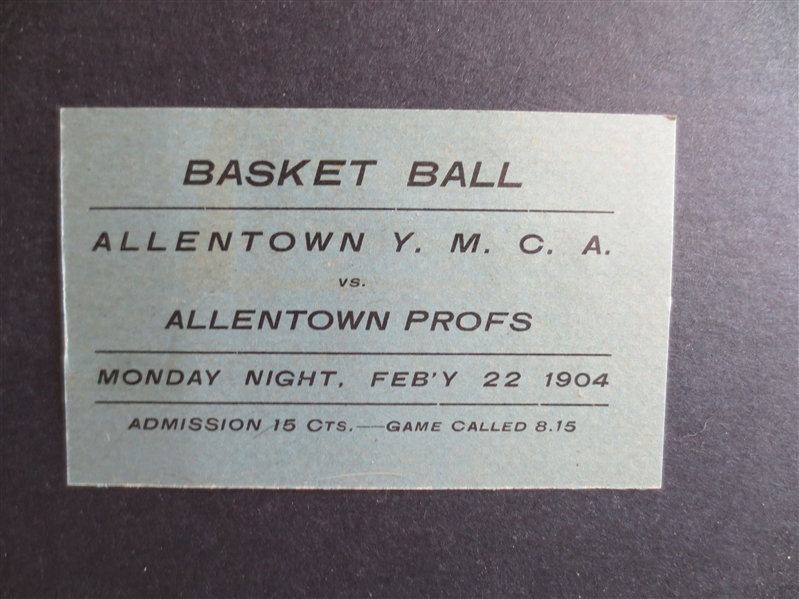 BASKET BALL
ALLENTOWN Y. M. C. A.
vs.
ALLENTOWN PROFS
MONDAY NIGHT, FEB'Y 22 1904
ADMISSION 15 CTS.—GAME CALLED 8.15